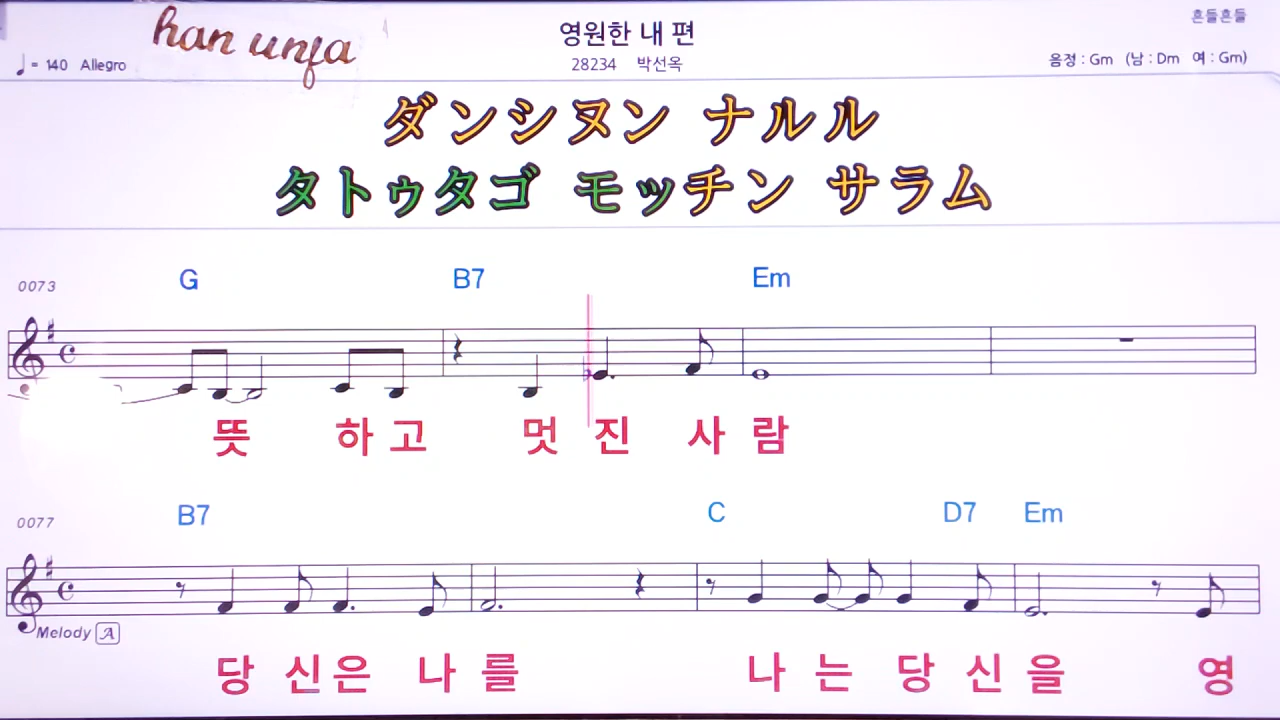 흔들흔들
han unfa
영원한 내 편
♩= 140 Allegro
28234 박선옥
음정 : Gm (남 : Dm 여 : Gm)
ダンシヌン ナルル
タトゥタゴ モッチン サラム
0073 G B7 Em
뜻 하 고 멋 진 사 람
0077 B7 C D7 Em
Melody A
당 신 은 나 를 나 는 당 신 을 영